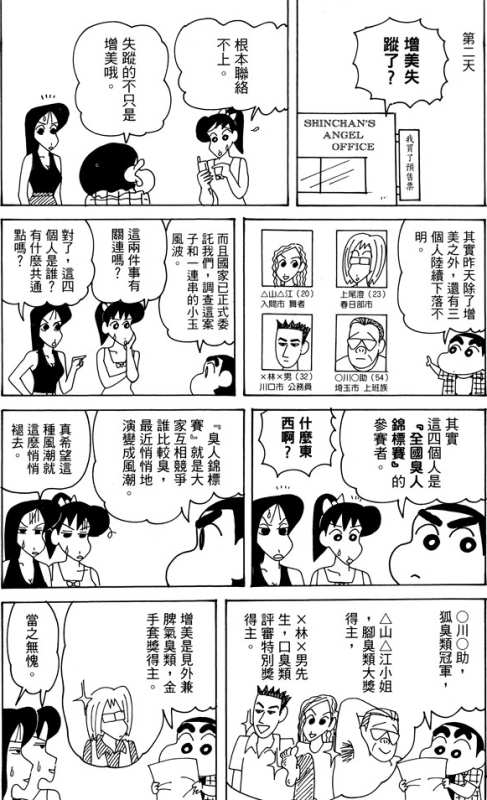 第二天
增美失
蹤了?
SHINCHAN'S
ANGEL
OFFICE
我買了預售票
根本聯絡
不上。
失蹤的不只是
增美哦。
其實昨天除了增
美之外,還有三
個人陸續下落不
明。
上尾澄(23)
春日部市
△山△江(20)
入間市 舞者
○川○助(54)
埼玉市 上班族
×林×男(32)
川口市 公務員
而且國家已正式委
託我們,調查這案
子和一連串的小玉
風波。
這兩件事有
關連嗎?
對了,這四
個人是誰?
有什麼共通
點嗎?
其實
這四個人是
『全國臭人
錦標賽』的
參賽者。
什麼東
西啊?
『臭人錦標
賽』就是大
家互相競爭
誰比較臭,
最近悄悄地
演變成風潮。
真希望這
種風潮就
這麼悄悄
褪去。
○川○助,
狐臭類冠軍,
△山△江小姐
,腳臭類大獎
得主,
×林×男先
生,口臭類
評審特別獎
得主。
增美是見外兼
脾氣臭類,金
手套獎得主。
當之無愧。